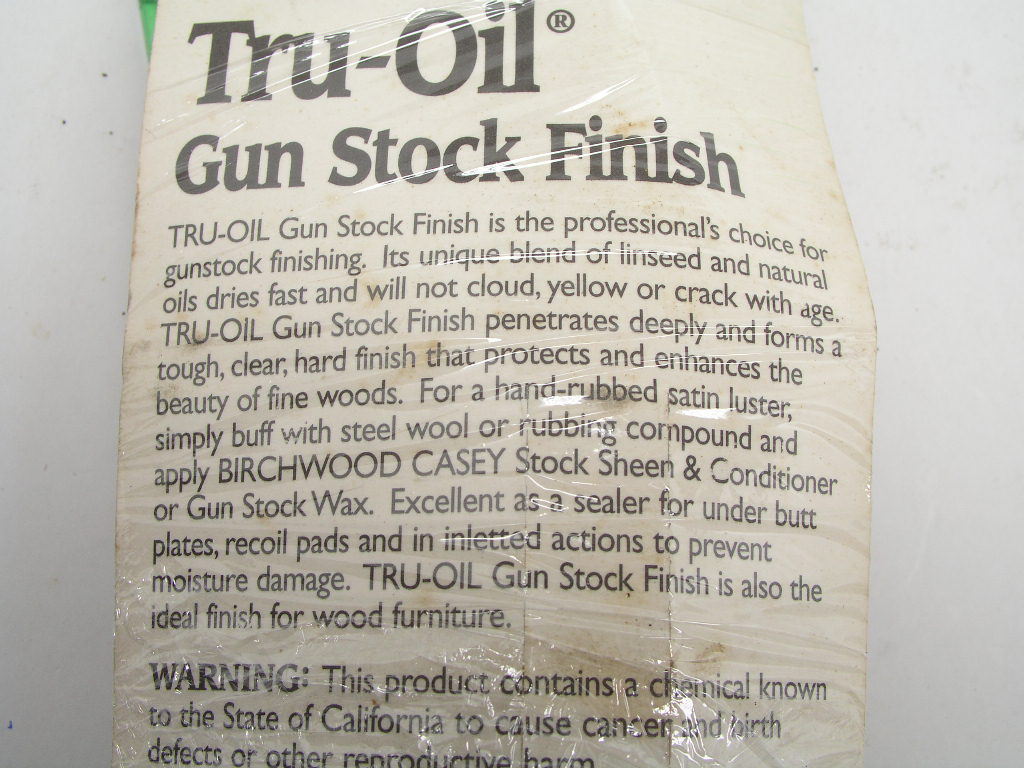 Tru-Oil®
Gun Stock Finish
TRU-OIL Gun Stock Finish is the professional's choice for
gunstock finishing. Its unique blend of linseed and natural
oils dries fast and will not cloud, yellow or crack with age.
TRU-OIL Gun Stock Finish penetrates deeply and forms a
tough, clear, hard finish that protects and enhances the
beauty of fine woods. For a hand-rubbed satin luster,
simply buff with steel wool or rubbing compound and
apply BIRCHWOOD CASEY Stock Sheen & Conditioner
or Gun Stock Wax. Excellent as a sealer for under butt
plates, recoil pads and in inletted actions to prevent
moisture damage. TRU-OIL Gun Stock Finish is also the
ideal finish for wood furniture.
WARNING: This product contains a chemical known
to the State of California to cause cancer and birth
defects or other reproductive harm.